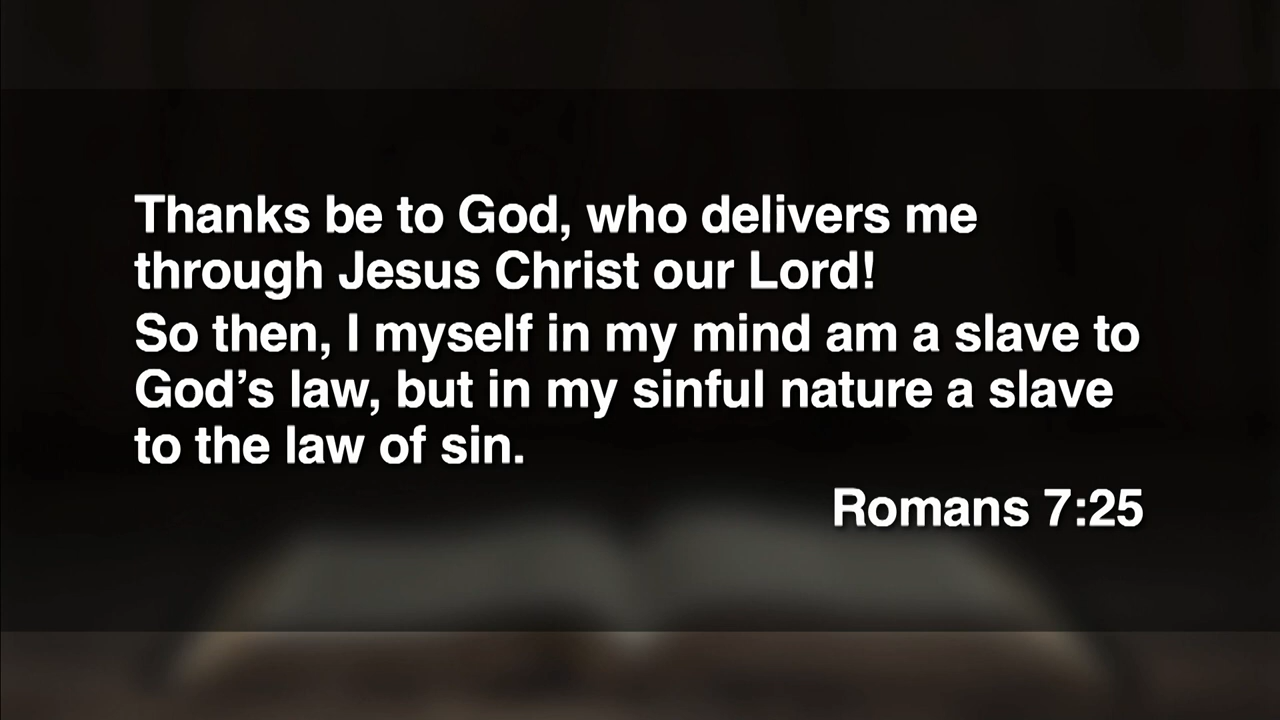 Thanks be to God, who delivers me
through Jesus Christ our Lord!
So then, I myself in my mind am a slave to
God’s law, but in my sinful nature a slave
to the law of sin.
Romans 7:25